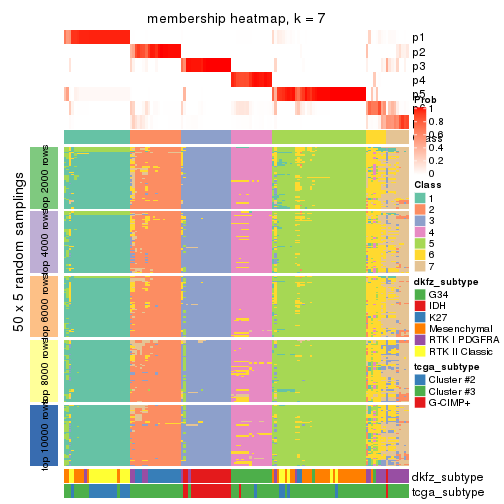 membership heatmap, k = 7
p1
p2
p3
p4
p5
Prob
1
0.8
0.6
0.4
0.2
0
Class
1
2
3
4
5
6
7
50 x 5 random samplings
top 2000 rows
top 4000 rows
top 6000 rows
top 8000 rows
top 10000 rows
dkfz_subtype
G34
IDH
K27
Mesenchymal
RTK I PDGFRA
RTK II Classic
tcga_subtype
Cluster #2
Cluster #3
G-CIMP+
dkfz_subtype
tcga_subtype